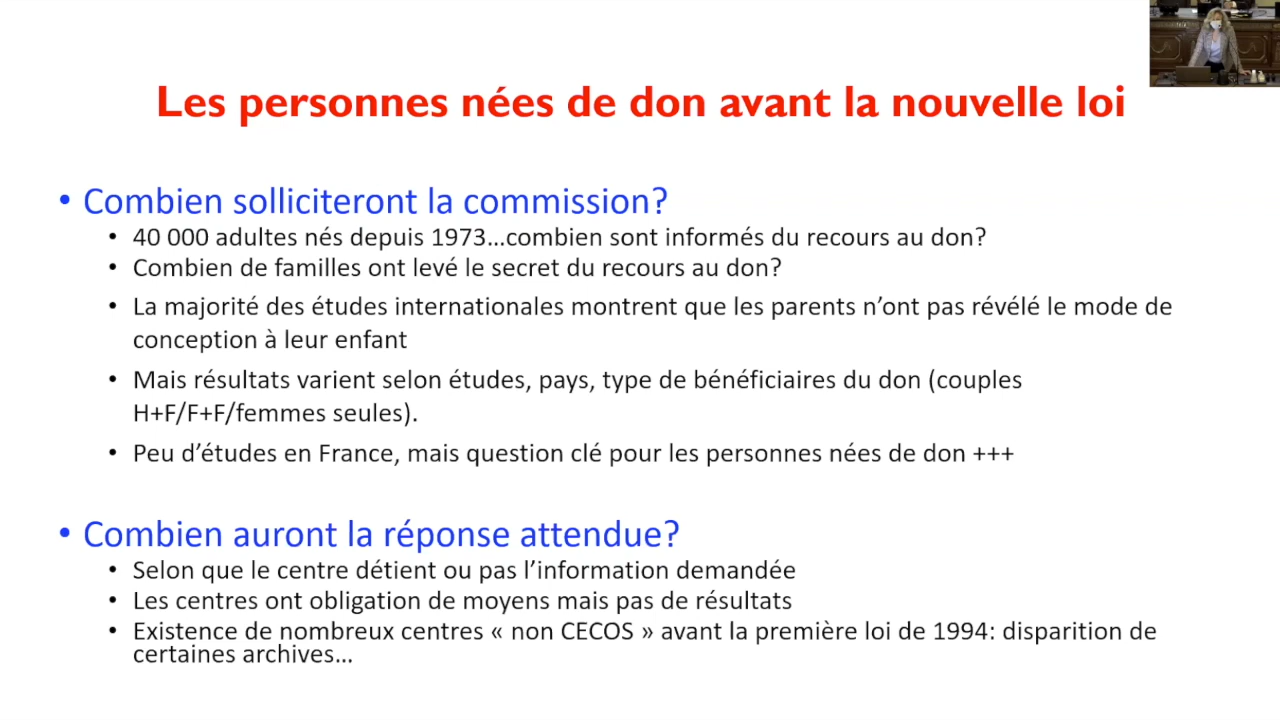 Les personnes nées de don avant la nouvelle loi
• Combien solliciteront la commission?
• 40 000 adultes nés depuis 1973...combien sont informés du recours au don?
• Combien de familles ont levé le secret du recours au don?
• La majorité des études internationales montrent que les parents n’ont pas révélé le mode de
conception à leur enfant
• Mais résultats varient selon études, pays, type de bénéficiaires du don (couples
H+F/F+F/femmes seules).
• Peu d’études en France, mais question clé pour les personnes nées de don +++
• Combien auront la réponse attendue?
• Selon que le centre détient ou pas l’information demandée
• Les centres ont obligation de moyens mais pas de résultats
• Existence de nombreux centres « non CECOS » avant la première loi de 1994: disparition de
certaines archives...